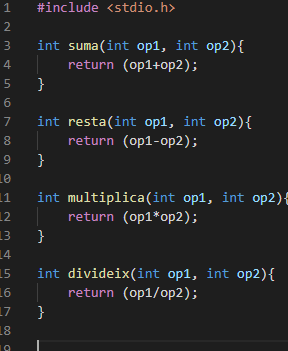 1 #include <stdio.h>
2
3 int suma(int op1, int op2){
4 return (op1+op2);
5 }
6
7 int resta(int op1, int op2){
8 return (op1-op2);
9 }
10
11 int multiplica(int op1, int op2){
12 return (op1*op2);
13 }
14
15 int divideix(int op1, int op2){
16 return (op1/op2);
17 }
18
19